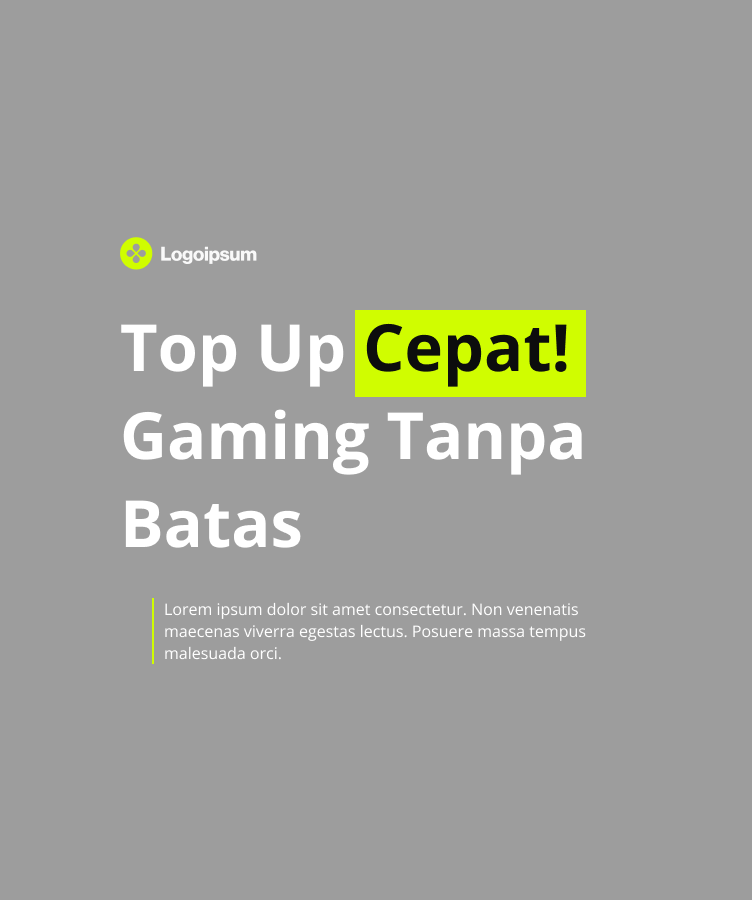 Logoipsum
Top Up Cepat!
Gaming Tanpa
Batas
Lorem ipsum dolor sit amet consectetur. Non venenatis
maecenas viverra egestas lectus. Posuere massa tempus
malesuada orci.